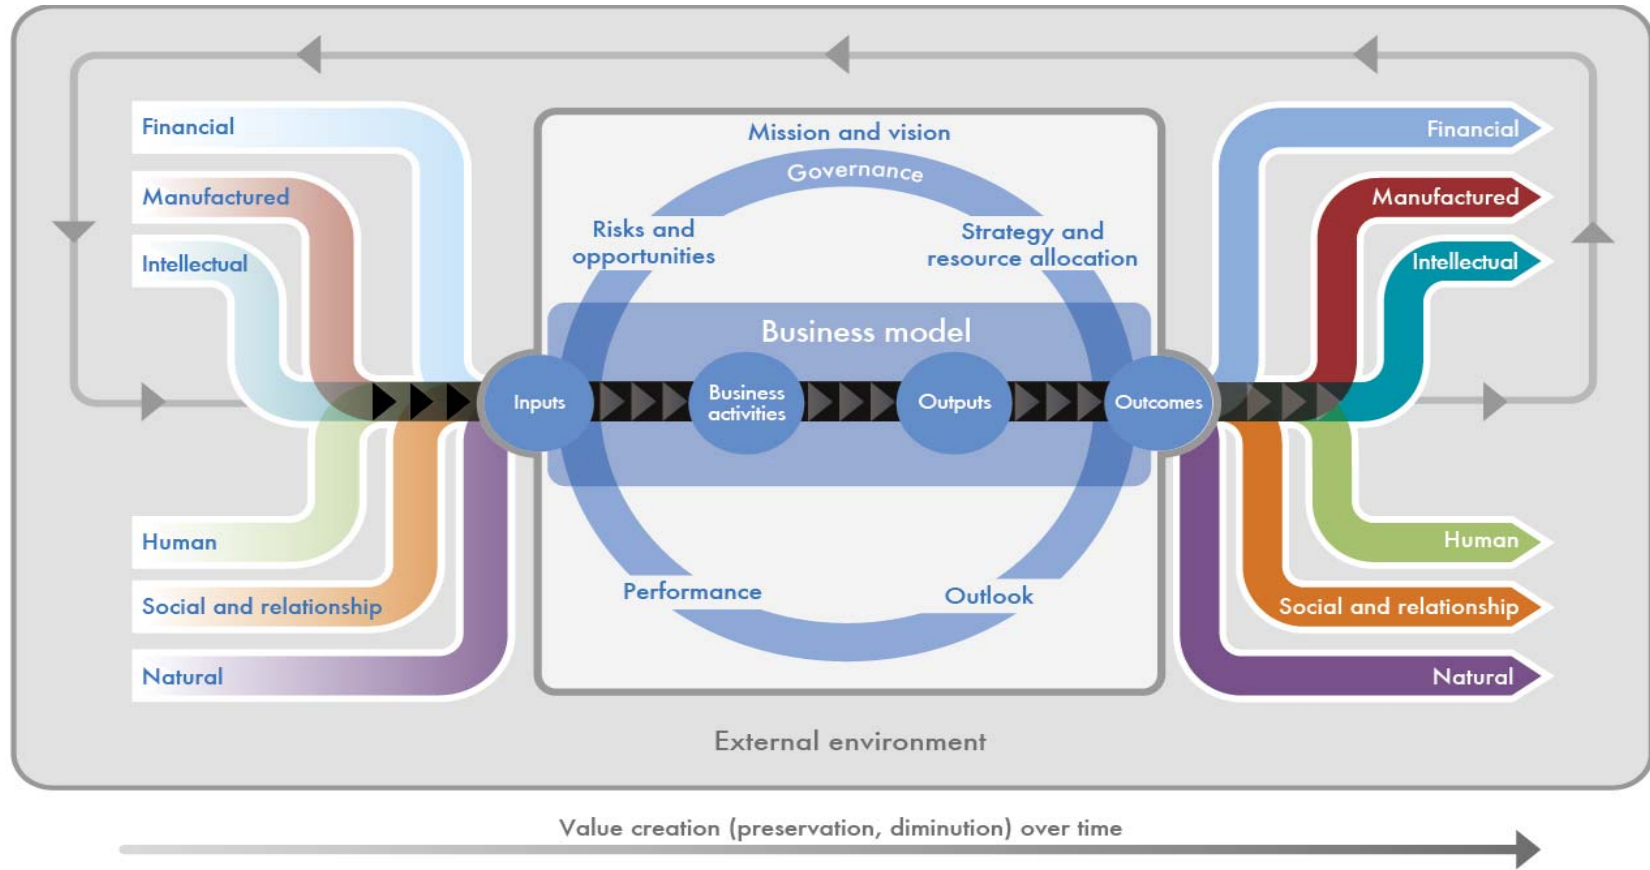 Financial
Manufactured
Intellectual
Human
Social and relationship
Natural
Mission and vision
Governance
Risks and
opportunities
Strategy and
resource allocation
Business model
Inputs
Business
activities
Outputs
Outcomes
Performance
Outlook
Financial
Manufactured
Intellectual
Human
Social and relationship
Natural
External environment
Value creation (preservation, diminution) over time